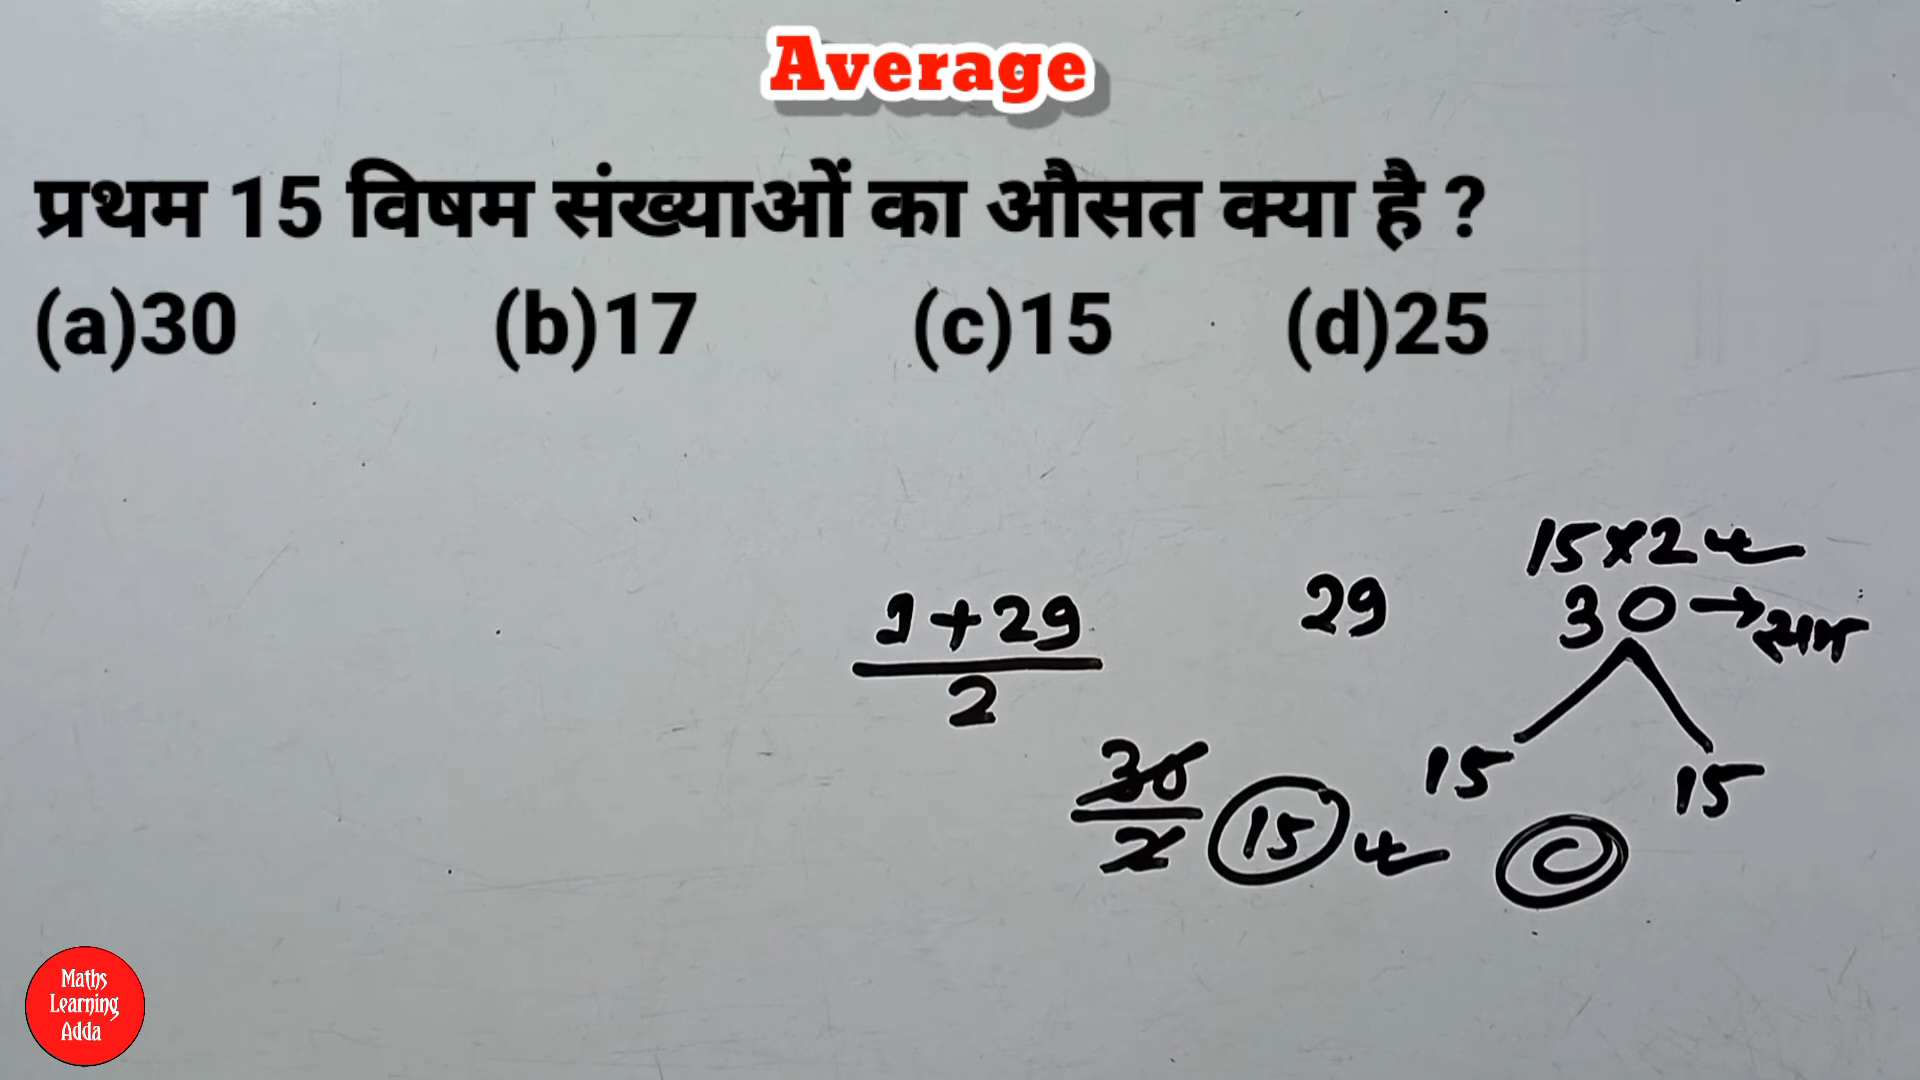 Average
प्रथम 15 विषम संख्याओं का औसत क्या है ?
(a)30 (b)17 (c)15 (d)25
15×2
1+29
2
29
30 →सम
15 15
30
2
15
C
Maths
Learning
Adda